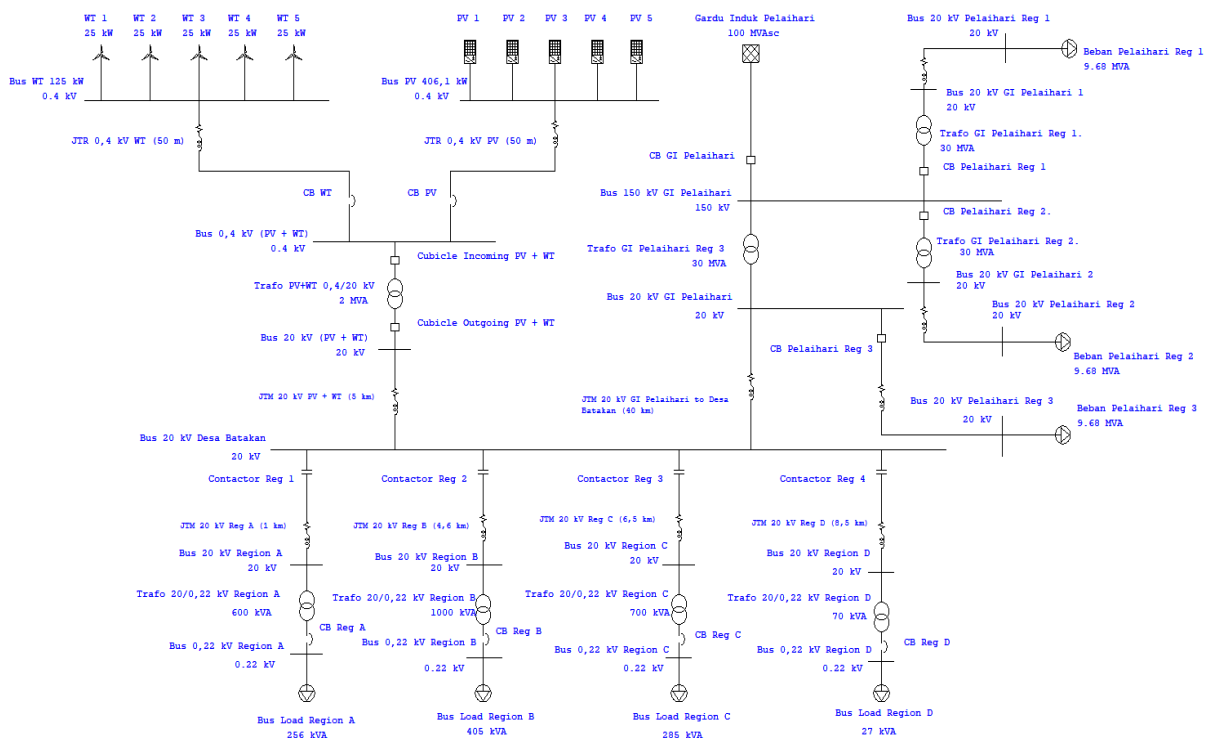 WT 1 WT 2 WT 3 WT 4 WT 5
25 kW 25 kW 25 kW 25 kW 25 kW
Bus WT 125 kW
0.4 kV
JTR 0,4 kV WT (50 m)
CB WT
PV 1 PV 2 PV 3 PV 4 PV 5
Bus PV 406,1 kW
0.4 kV
JTR 0,4 kV PV (50 m)
CB PV
Bus 0,4 kV (PV + WT)
0.4 kV
Cubicle Incoming PV + WT
Trafo PV+WT 0,4/20 kV
2 MVA
Cubicle Outgoing PV + WT
Bus 20 kV (PV + WT)
20 kV
JTM 20 kV PV + WT (5 km)
Gardu Induk Pelaihari
100 MVAsc
CB GI Pelaihari
Bus 150 kV GI Pelaihari
150 kV
Trafo GI Pelaihari Reg 3
30 MVA
Bus 20 kV GI Pelaihari
20 kV
JTM 20 kV GI Pelaihari to Desa
Batakan (40 km)
Bus 20 kV Pelaihari Reg 1
20 kV
Beban Pelaihari Reg 1
9.68 MVA
Bus 20 kV GI Pelaihari 1
20 kV
Trafo GI Pelaihari Reg 1.
30 MVA
CB Pelaihari Reg 1
CB Pelaihari Reg 2.
Trafo GI Pelaihari Reg 2.
30 MVA
Bus 20 kV GI Pelaihari 2
20 kV
Bus 20 kV Pelaihari Reg 2
20 kV
Beban Pelaihari Reg 2
9.68 MVA
CB Pelaihari Reg 3
Bus 20 kV Pelaihari Reg 3
20 kV
Beban Pelaihari Reg 3
9.68 MVA
Bus 20 kV Desa Batakan
20 kV
Contactor Reg 1
JTM 20 kV Reg A (1 km)
Bus 20 kV Region A
20 kV
Trafo 20/0,22 kV Region A
600 kVA
CB Reg A
Bus 0,22 kV Region A
0.22 kV
Bus Load Region A
256 kVA
Contactor Reg 2
JTM 20 kV Reg B (4,6 km)
Bus 20 kV Region B
20 kV
Trafo 20/0,22 kV Region B
1000 kVA
CB Reg B
Bus 0,22 kV Region B
0.22 kV
Bus Load Region B
405 kVA
Contactor Reg 3
JTM 20 kV Reg C (6,5 km)
Bus 20 kV Region C
20 kV
Trafo 20/0,22 kV Region C
700 kVA
CB Reg C
Bus 0,22 kV Region C
0.22 kV
Bus Load Region C
285 kVA
Contactor Reg 4
JTM 20 kV Reg D (8,5 km)
Bus 20 kV Region D
20 kV
Trafo 20/0,22 kV Region D
70 kVA
CB Reg D
Bus 0,22 kV Region D
0.22 kV
Bus Load Region D
27 kVA